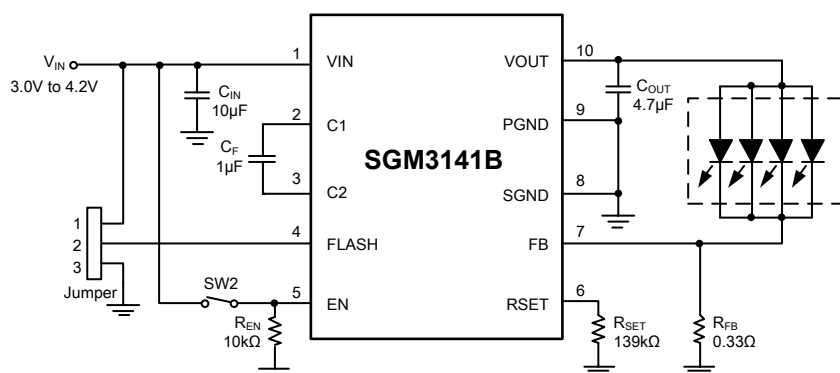 VIN
3.0V to 4.2V
CIN
10µF
CF
1µF
1
2
3
Jumper
SW2
REN
10kΩ
1
2
3
4
5
VIN
C1
C2
FLASH
EN
SGM3141B
VOUT
PGND
SGND
FB
RSET
10
9
8
7
6
COUT
4.7µF
RSET
139kΩ
RFB
0.33Ω